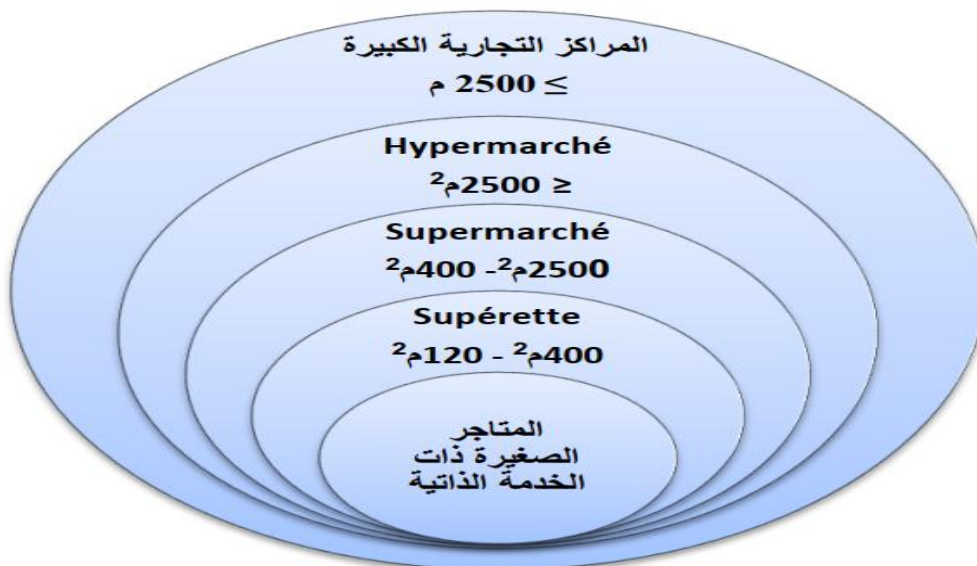 المراكز التجارية الكبيرة
≥ 2500 م
Hypermarché
≤ 2500م²
Supermarché
2500م²- 400م²
Supérette
400م² - 120م²
المتاجر
الصغيرة ذات
الخدمة الذاتية